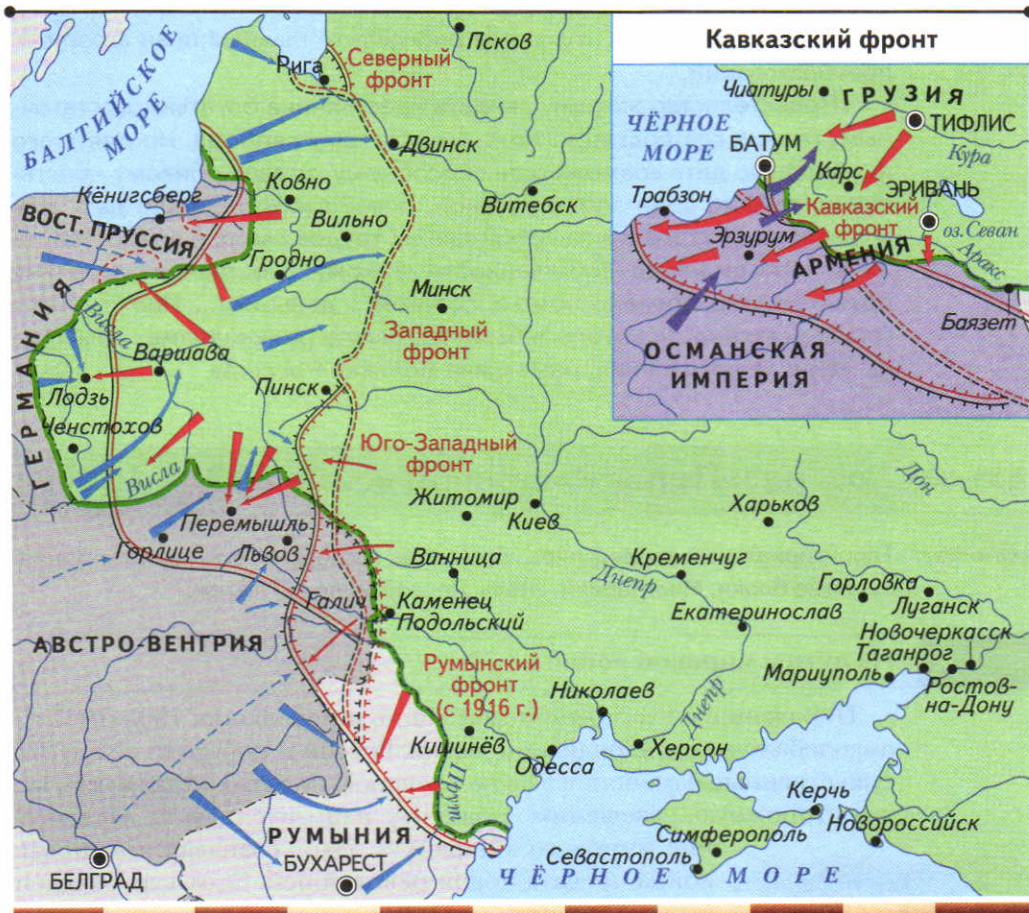 Псков
Рига
Северный
фронт
БАЛТИЙСКОЕ
МОРЕ
Двинск
Кёнигсберг
Ковно
Витебск
ВОСТ. ПРУССИЯ
Вильно
Гродно
Минск
ГЕРМАНИЯ
Висла
Западный
фронт
Варшава
Лодзь
Пинск
Ченстохов
Висла
Юго-Западный
фронт
Житомир
Киев
Харьков
Дон
Перемышль
Горлице
Львов
Винница
Кременчуг
Днепр
Горловка
Луганск
Галич
Каменец
Подольский
Екатеринослав
АВСТРО-ВЕНГРИЯ
Новочеркасск
Таганрог
Мариуполь
Ростов-
на-Дону
Румынский
фронт
(с 1916 г.)
Николаев
Днепр
Кишинёв
Прут
Одесса
Херсон
Керчь
РУМЫНИЯ
Симферополь
Новороссийск
БУХАРЕСТ
Севастополь
БЕЛГРАД
ЧЁРНОЕ МОРЕ
Кавказский фронт
Чиатуры
ГРУЗИЯ
ЧЁРНОЕ
МОРЕ
БАТУМ
ТИФЛИС
Кура
Карс
ЭРИВАНЬ
Трабзон
Кавказский
фронт
оз. Севан
Эрзурум
АРМЕНИЯ
Аракс
Баязет
ОСМАНСКАЯ
ИМПЕРИЯ